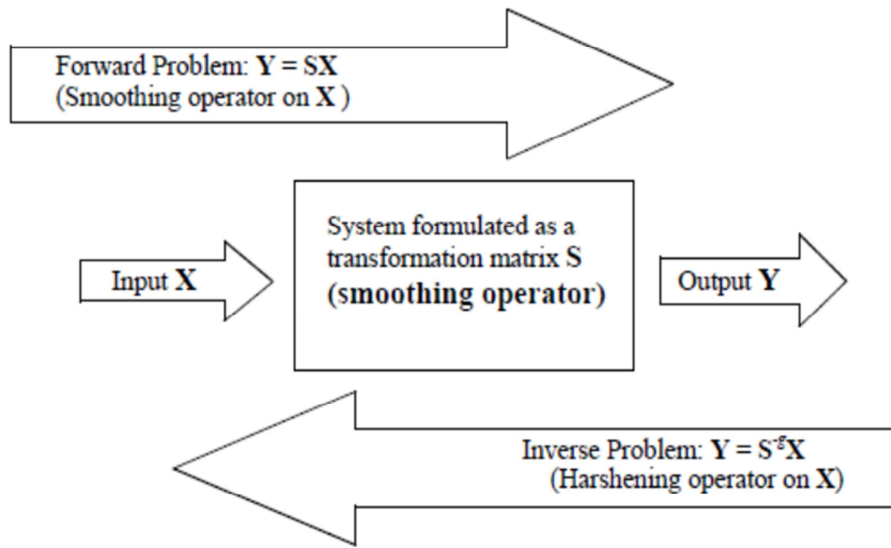 Forward Problem: Y = SX
(Smoothing operator on X )
System formulated as a
transformation matrix S
(smoothing operator)
Input X
Output Y
Inverse Problem: Y = S⁻ᵍX
(Harshening operator on X)